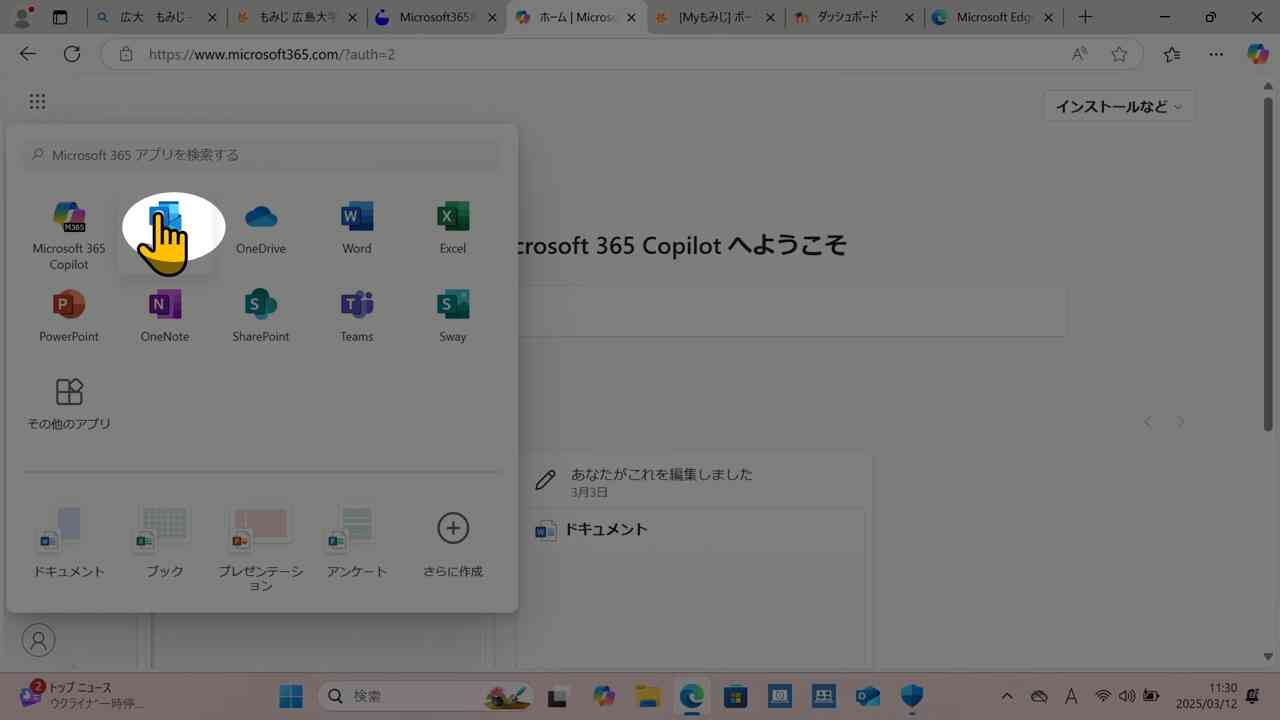 広大 もみじ -
もみじ 広島大学
Microsoft365
ホーム | Microso
[Myもみじ] ポー
ダッシュボード
Microsoft Edg
https://www.microsoft365.com/?auth=2
インストールなど
Microsoft 365 アプリを検索する
M365
Microsoft 365
Copilot
OneDrive
Word
Excel
crosoft 365 Copilot へようこそ
PowerPoint
OneNote
SharePoint
Teams
Sway
その他のアプリ
あなたがこれを編集しました
3月3日
ドキュメント
ドキュメント
ブック
プレゼンテーシ
ョン
アンケート
さらに作成
2
トップ ニュース
ウクライナ一時停...
検索
A
11:30
2025/03/12